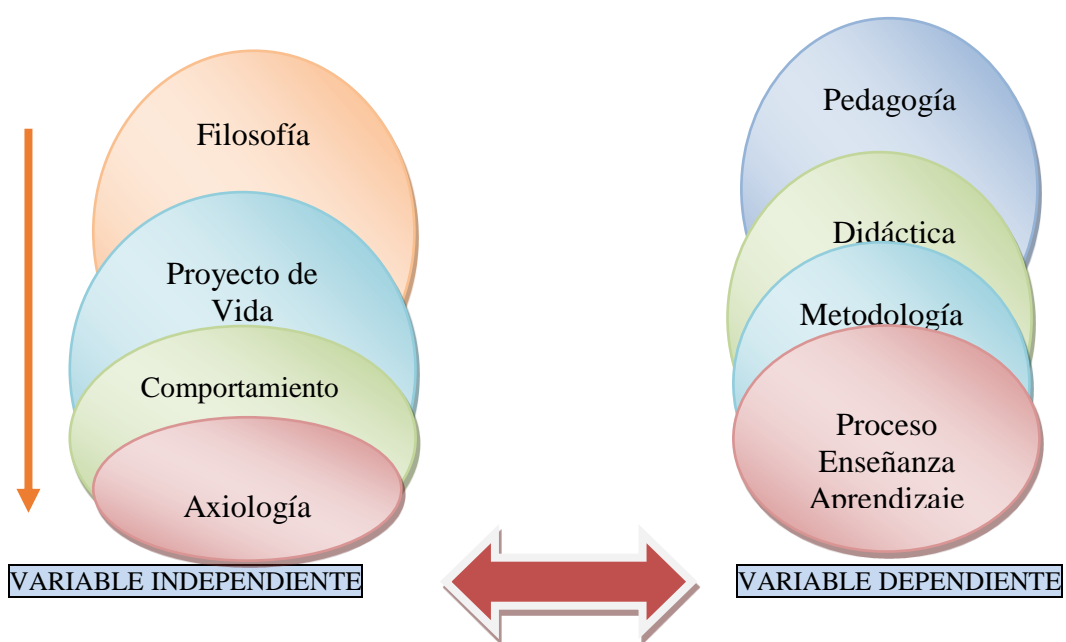 Filosofía
Proyecto de
Vida
Comportamiento
Axiología
VARIABLE INDEPENDIENTE
Pedagogía
Didáctica
Metodología
Proceso
Enseñanza
Aprendizaje
VARIABLE DEPENDIENTE